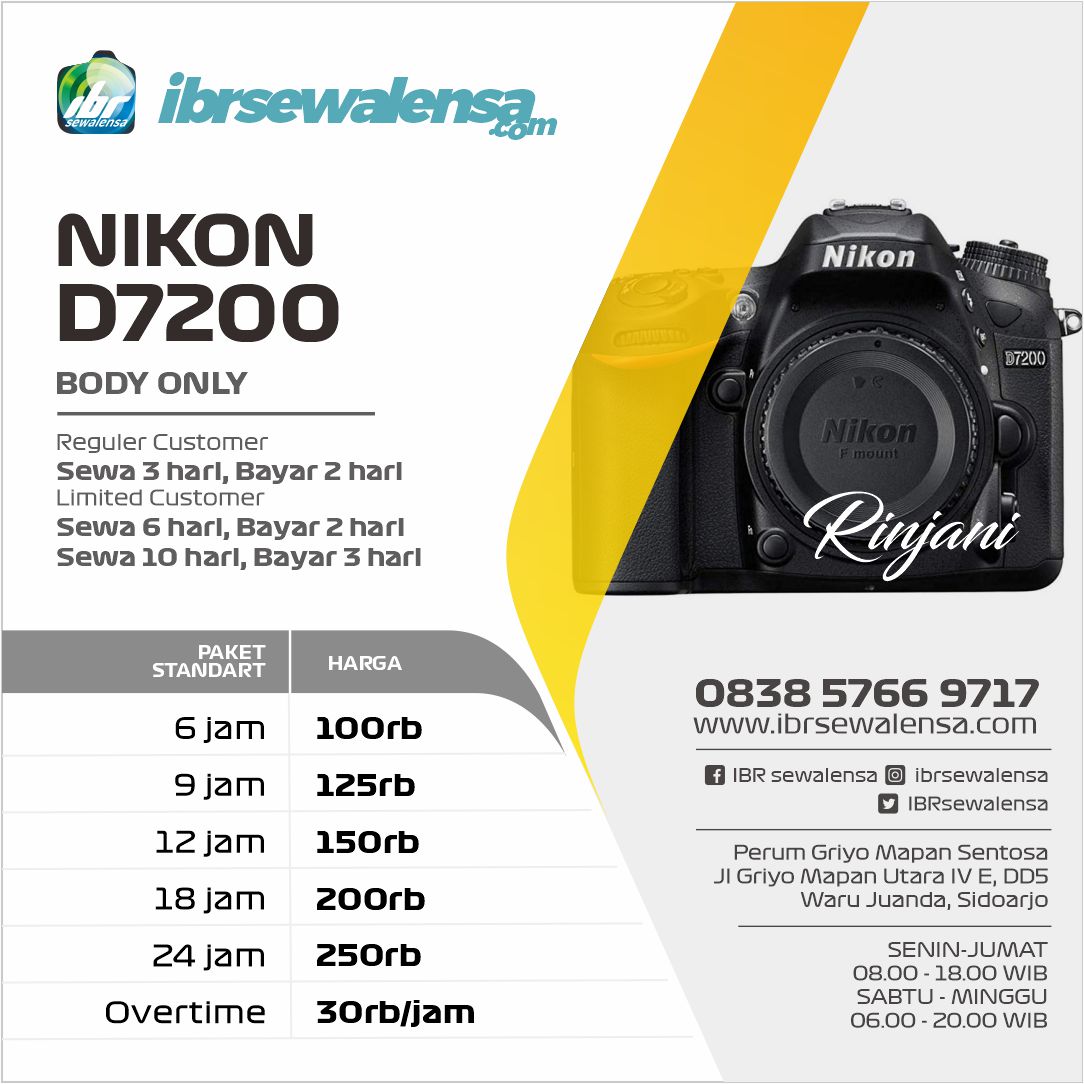 ibr
sewalensa
ibrsewalensa
.com
NIKON
D7200
BODY ONLY
Reguler Customer
Sewa 3 hari, Bayar 2 hari
Limited Customer
Sewa 6 hari, Bayar 2 hari
Sewa 10 hari, Bayar 3 hari
Nikon
D7200
Nikon
F mount
Rinjani
PAKET
STANDART
HARGA
6 jam 100rb
9 jam 125rb
12 jam 150rb
18 jam 200rb
24 jam 250rb
Overtime 30rb/jam
0838 5766 9717
www.ibrsewalensa.com
IBR sewalensa ibrsewalensa
IBRsewalensa
Perum Griyo Mapan Sentosa
Jl Griyo Mapan Utara IV E, DD5
Waru Juanda, Sidoarjo
SENIN-JUMAT
08.00 - 18.00 WIB
SABTU - MINGGU
06.00 - 20.00 WIB